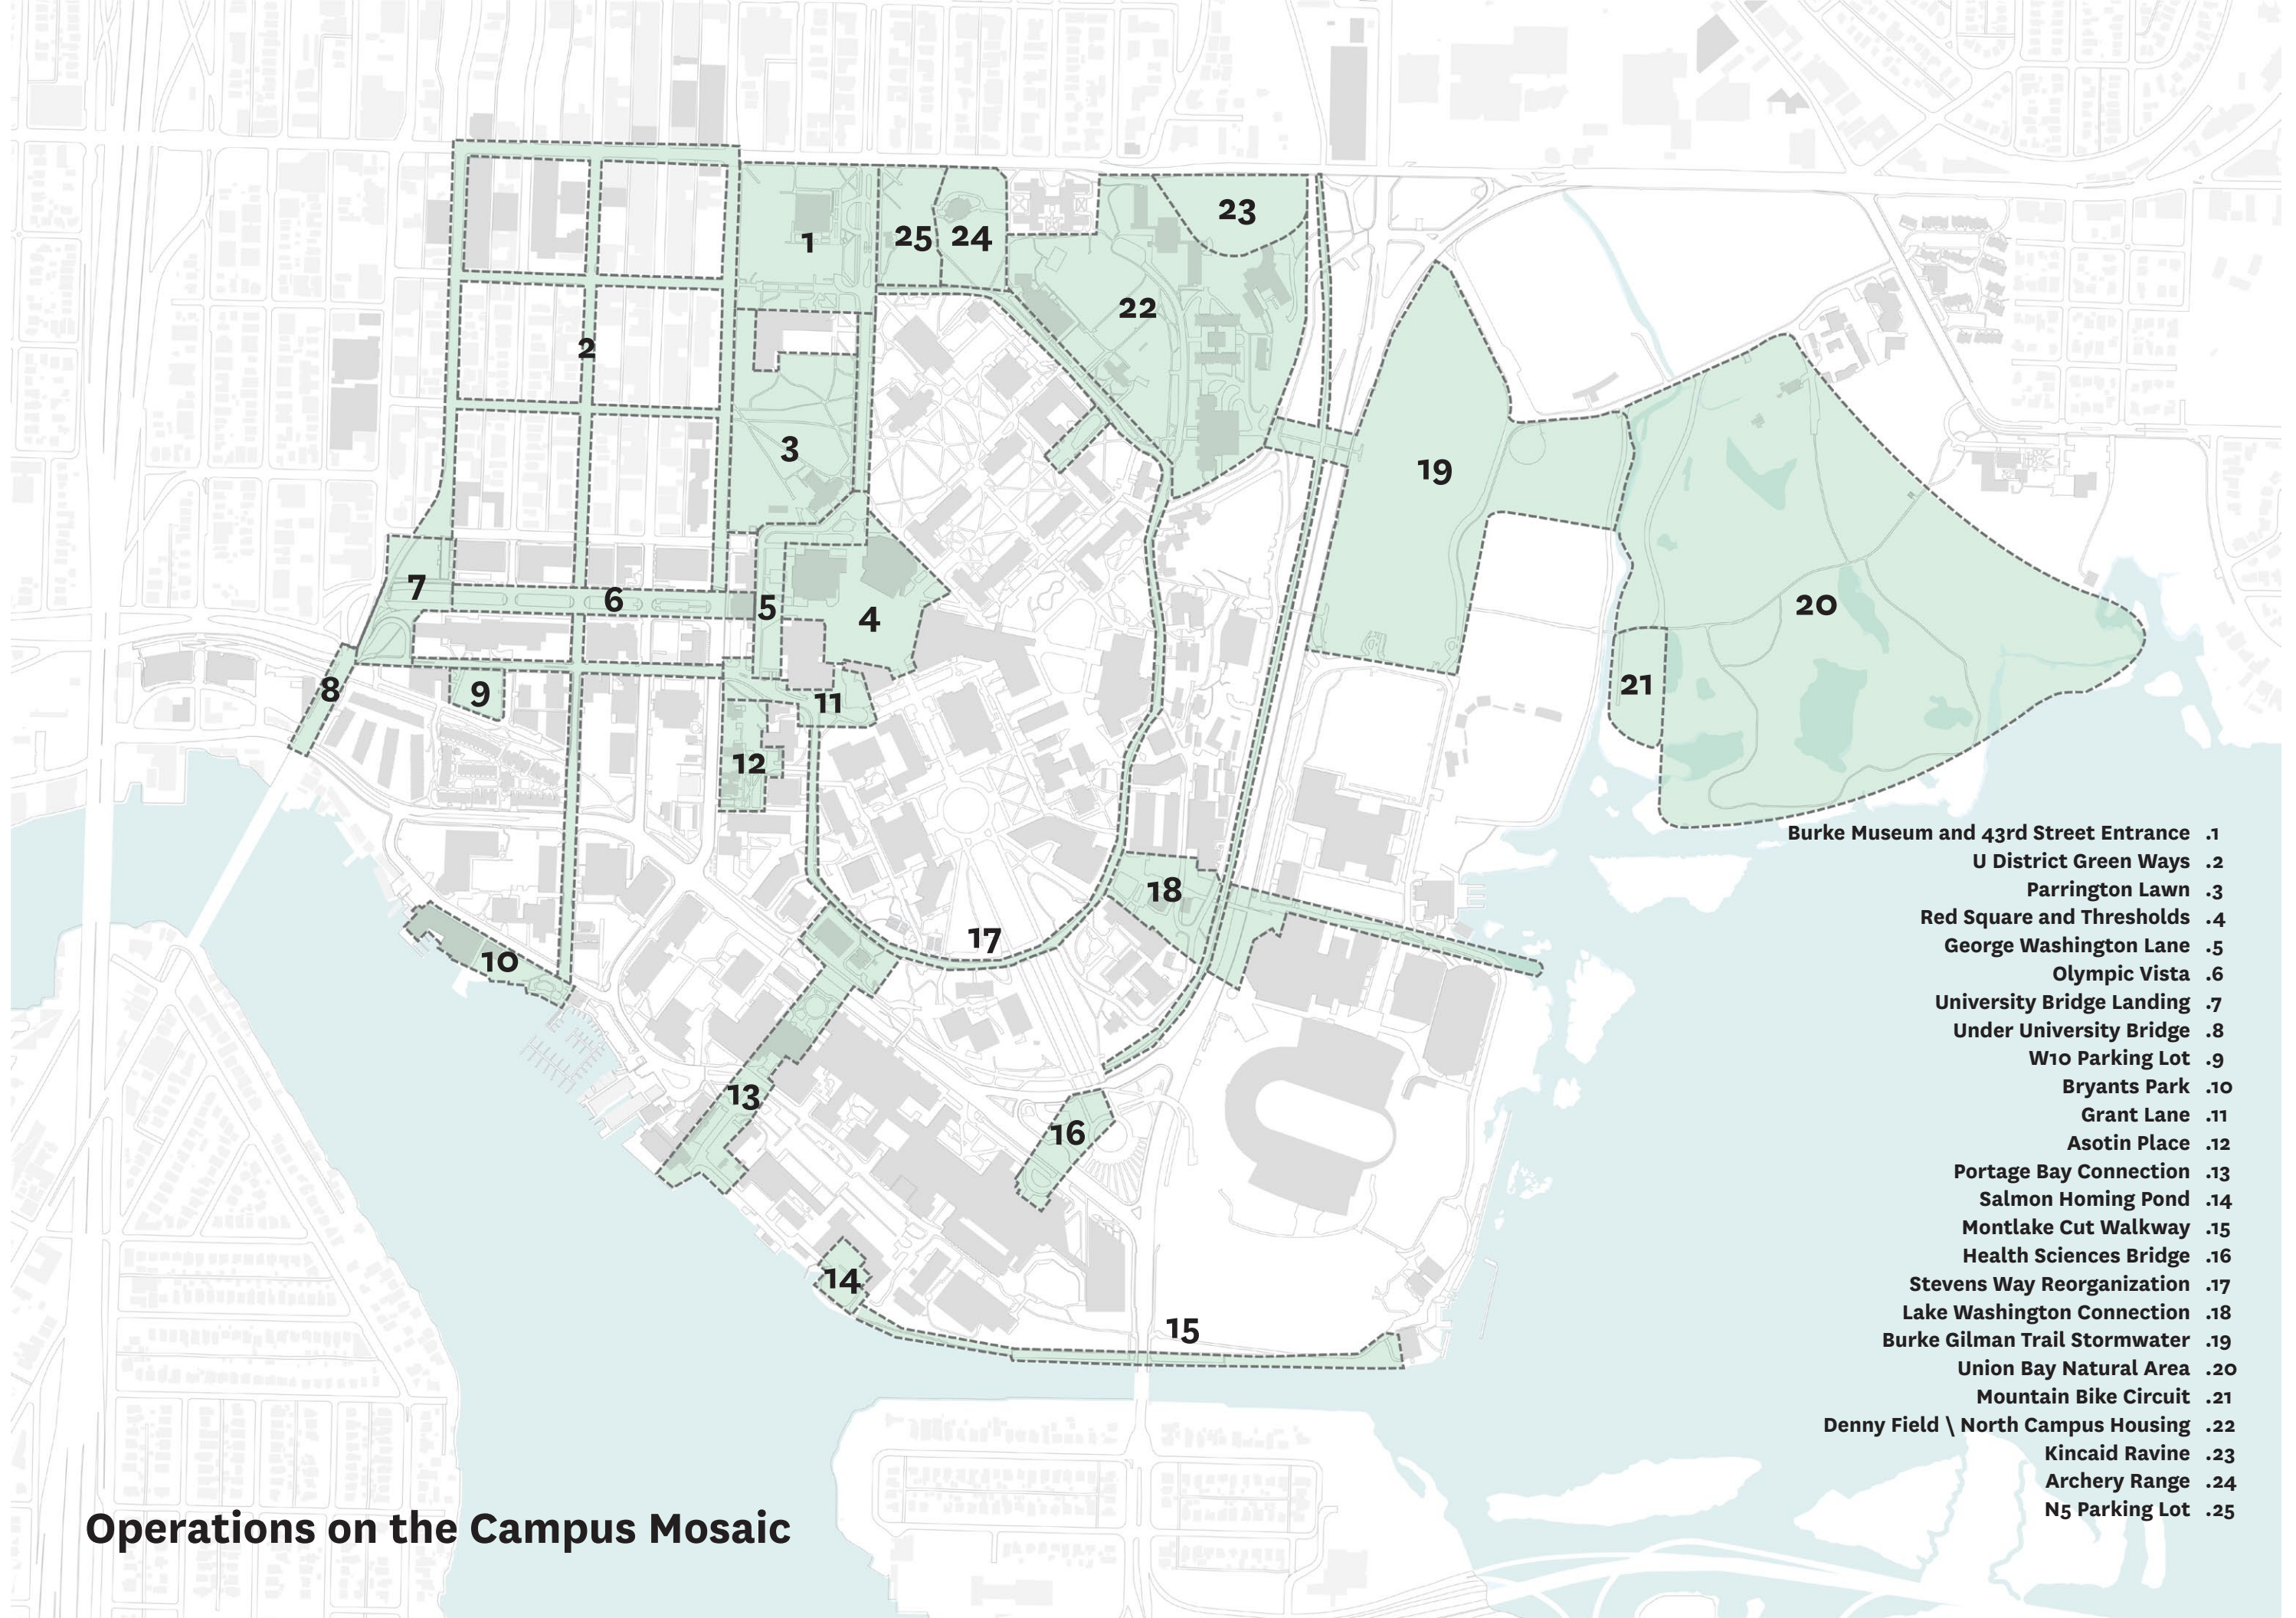 23
25
24
1
22
2
3
19
7
6
5
4
20
8
9
11
21
12
18
17
10
13
16
14
15
Burke Museum and 43rd Street Entrance .1
U District Green Ways .2
Parrington Lawn .3
Red Square and Thresholds .4
George Washington Lane .5
Olympic Vista .6
University Bridge Landing .7
Under University Bridge .8
W10 Parking Lot .9
Bryants Park .10
Grant Lane .11
Asotin Place .12
Portage Bay Connection .13
Salmon Homing Pond .14
Montlake Cut Walkway .15
Health Sciences Bridge .16
Stevens Way Reorganization .17
Lake Washington Connection .18
Burke Gilman Trail Stormwater .19
Union Bay Natural Area .20
Mountain Bike Circuit .21
Denny Field \ North Campus Housing .22
Kincaid Ravine .23
Archery Range .24
N5 Parking Lot .25
Operations on the Campus Mosaic